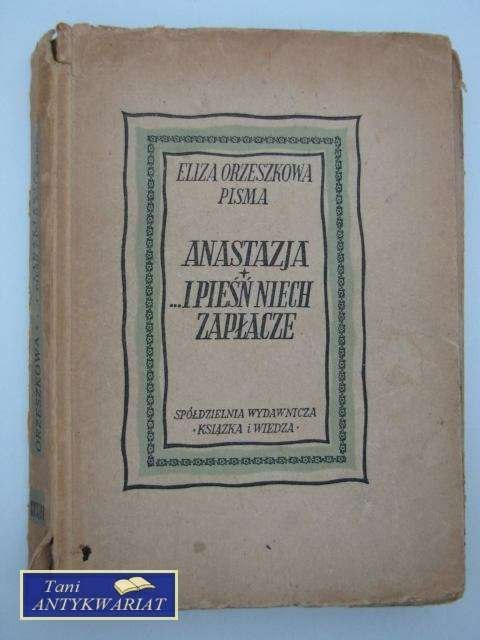 ELIZA ORZESZKOWA
PISMA
ANASTAZJA
+
...I PIEŚŃ NIECH
ZAPŁACZE
SPÓŁDZIELNIA WYDAWNICZA
· KSIĄŻKA i WIEDZA ·
ORZESZKOWA
Tani
ANTYKWARIAT